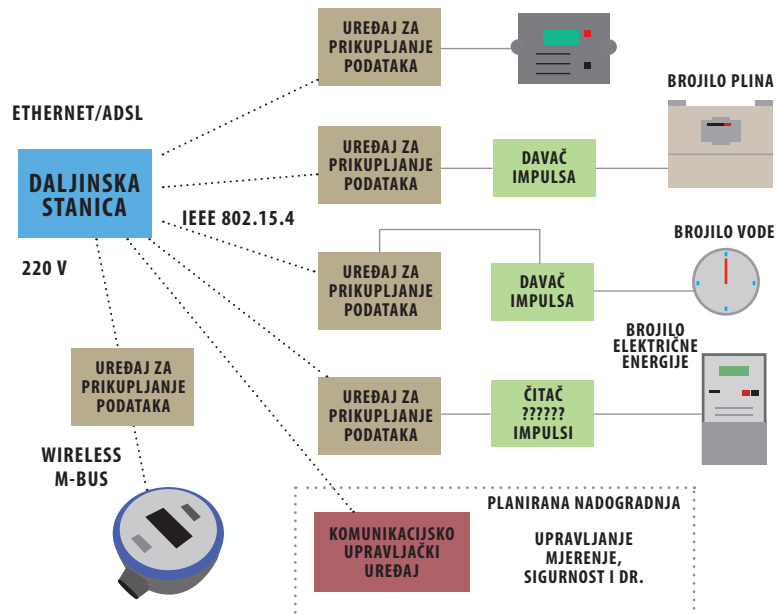 UREĐAJ ZA
PRIKUPLJANJE
PODATAKA
BROJILO PLINA
ETHERNET/ADSL
DALJINSKA
STANICA
UREĐAJ ZA
PRIKUPLJANJE
PODATAKA
DAVAČ
IMPULSA
IEEE 802.15.4
BROJILO VODE
220 V
UREĐAJ ZA
PRIKUPLJANJE
PODATAKA
DAVAČ
IMPULSA
BROJILO
ELEKTRIČNE
ENERGIJE
UREĐAJ ZA
PRIKUPLJANJE
PODATAKA
UREĐAJ ZA
PRIKUPLJANJE
PODATAKA
ČITAČ
??????
IMPULSI
WIRELESS
M-BUS
PLANIRANA NADOGRADNJA
KOMUNIKACIJSKO
UPRAVLJAČKI
UREĐAJ
UPRAVLJANJE
MJERENJE,
SIGURNOST I DR.